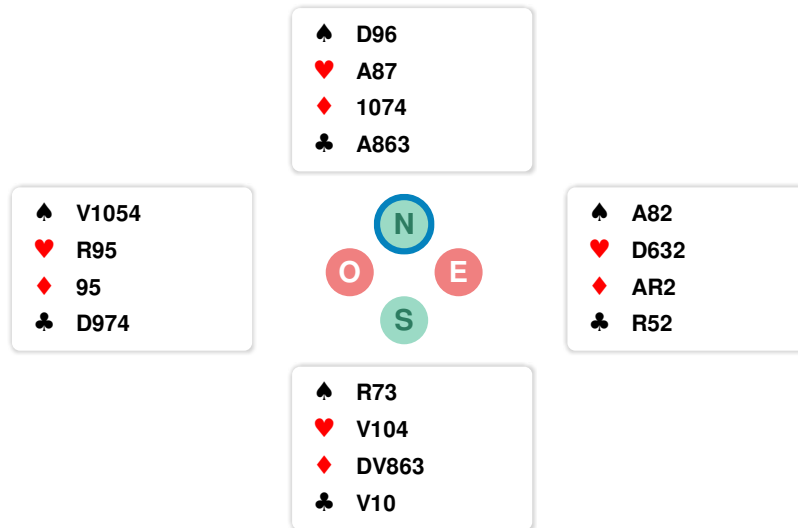 ♠ D96
♥ A87
♦ 1074
♣ A863
♠ V1054
♥ R95
♦ 95
♣ D974
N
O E
S
♠ A82
♥ D632
♦ AR2
♣ R52
♠ R73
♥ V104
♦ DV863
♣ V10